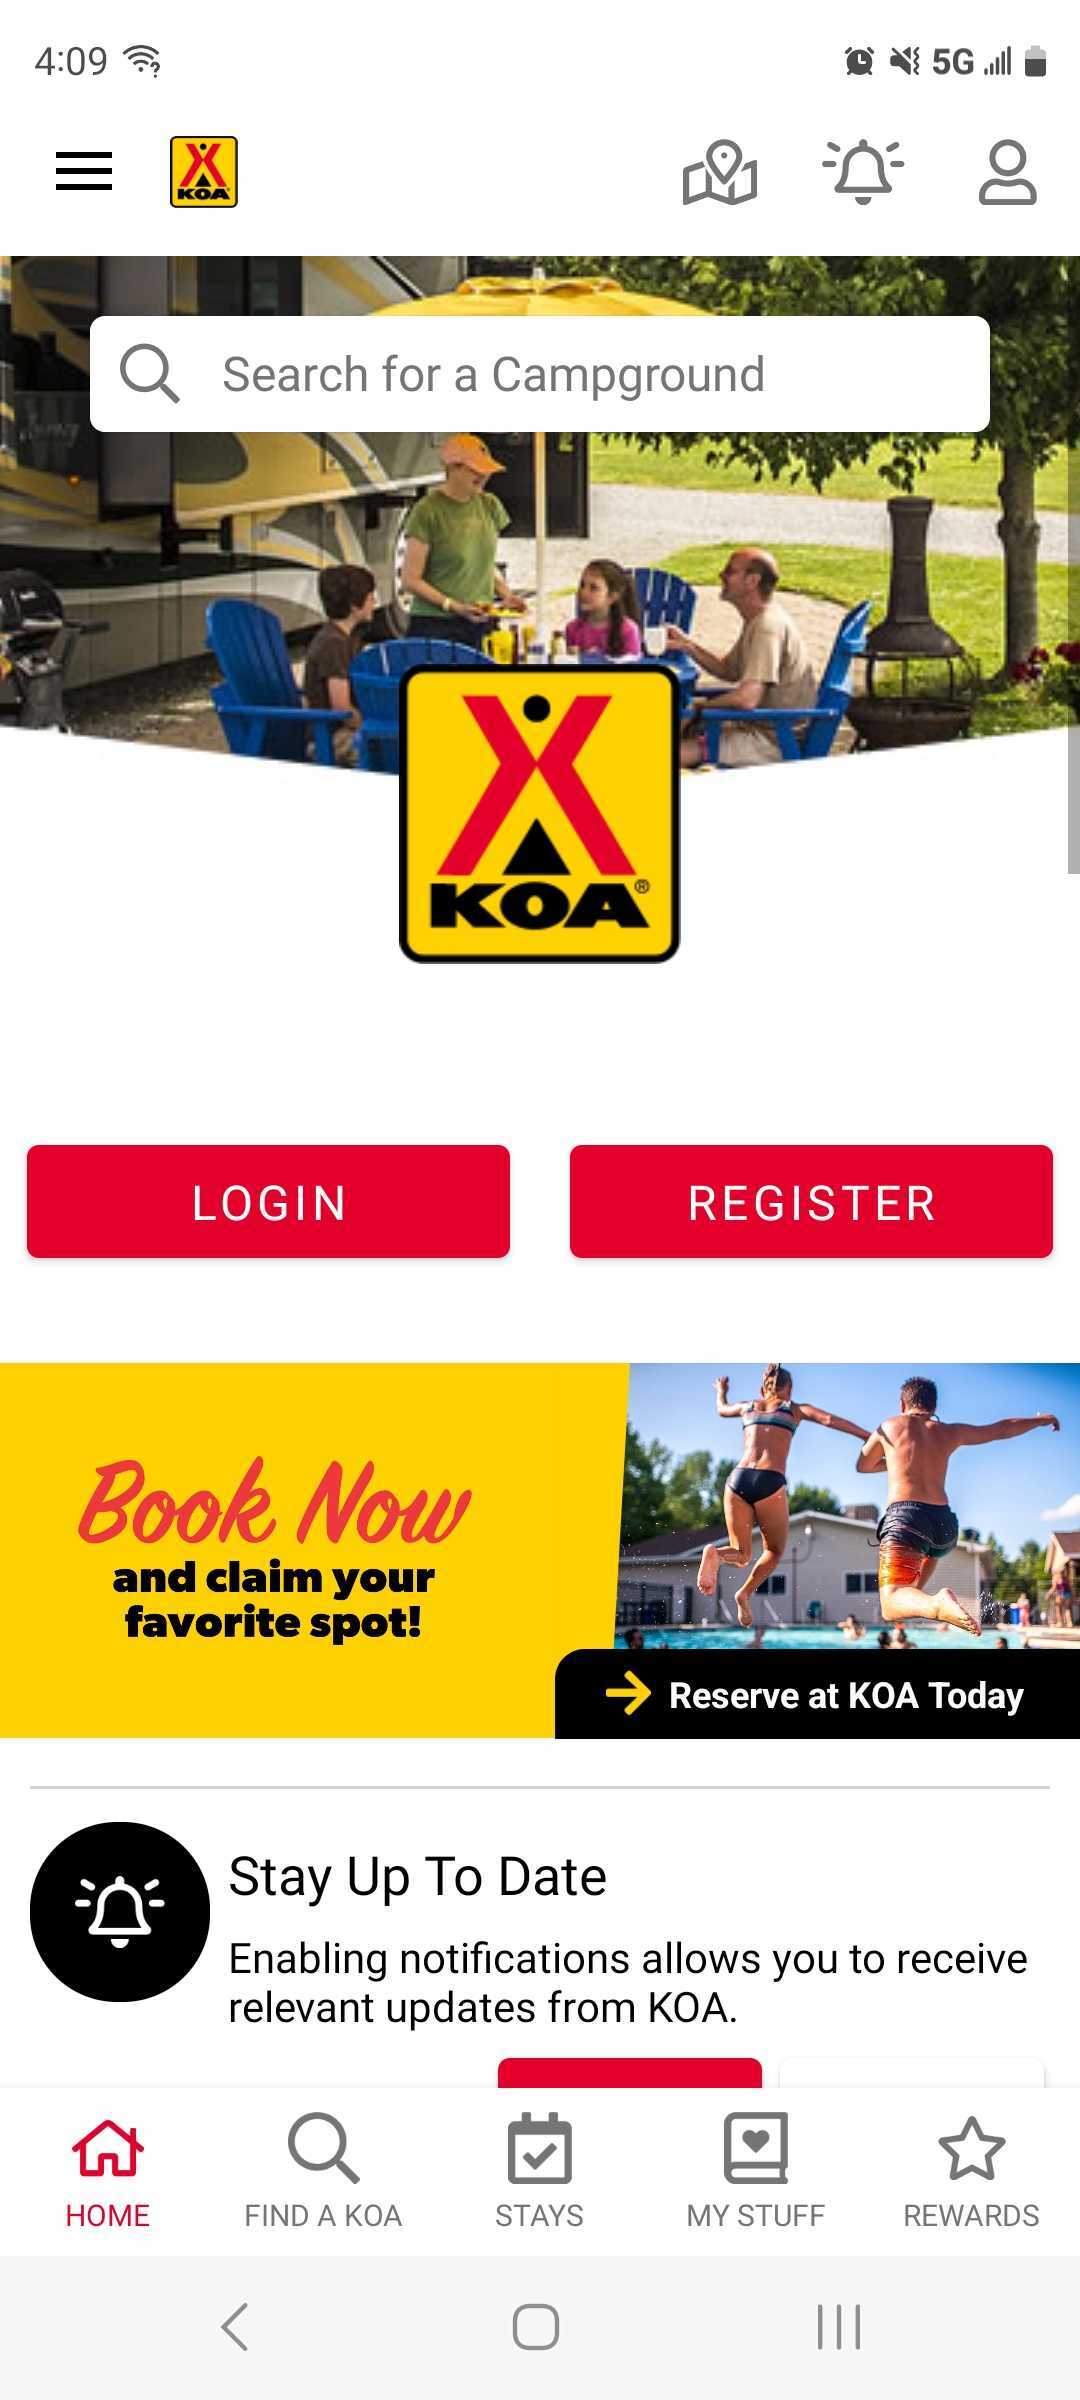 4:09
5G
KOA
Search for a Campground
KOA®
LOGIN
REGISTER
Book Now
and claim your
favorite spot!
Reserve at KOA Today
Stay Up To Date
Enabling notifications allows you to receive
relevant updates from KOA.
HOME
FIND A KOA
STAYS
MY STUFF
REWARDS